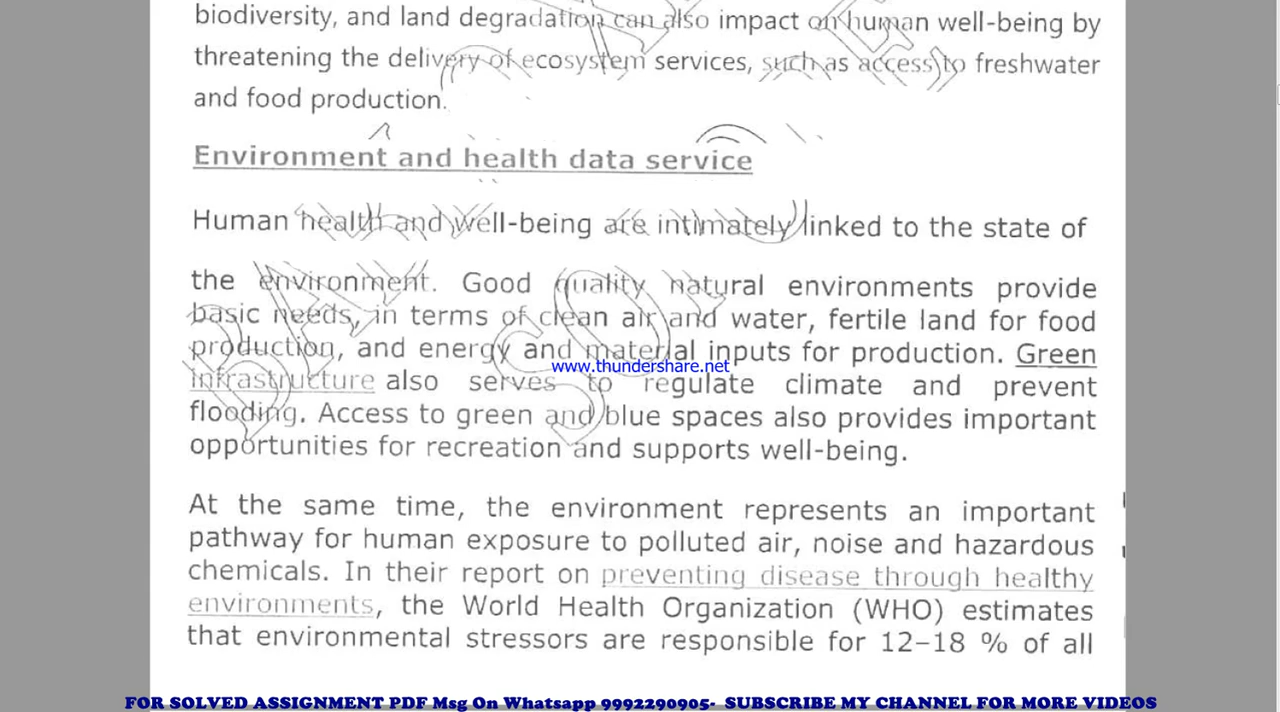 biodiversity, and land degradation can also impact on human well-being by
threatening the delivery of ecosystem services, such as access to freshwater
and food production.
Environment and health data service
Human health and well-being are intimately linked to the state of
the environment. Good quality natural environments provide
basic needs, in terms of clean air and water, fertile land for food
production, and energy and material inputs for production. Green
www.thundershare.net
infrastructure also serves to regulate climate and prevent
flooding. Access to green and blue spaces also provides important
opportunities for recreation and supports well-being.
At the same time, the environment represents an important
pathway for human exposure to polluted air, noise and hazardous
chemicals. In their report on preventing disease through healthy
environments, the World Health Organization (WHO) estimates
that environmental stressors are responsible for 12–18 % of all
FOR SOLVED ASSIGNMENT PDF Msg On Whatsapp 9992290905- SUBSCRIBE MY CHANNEL FOR MORE VIDEOS